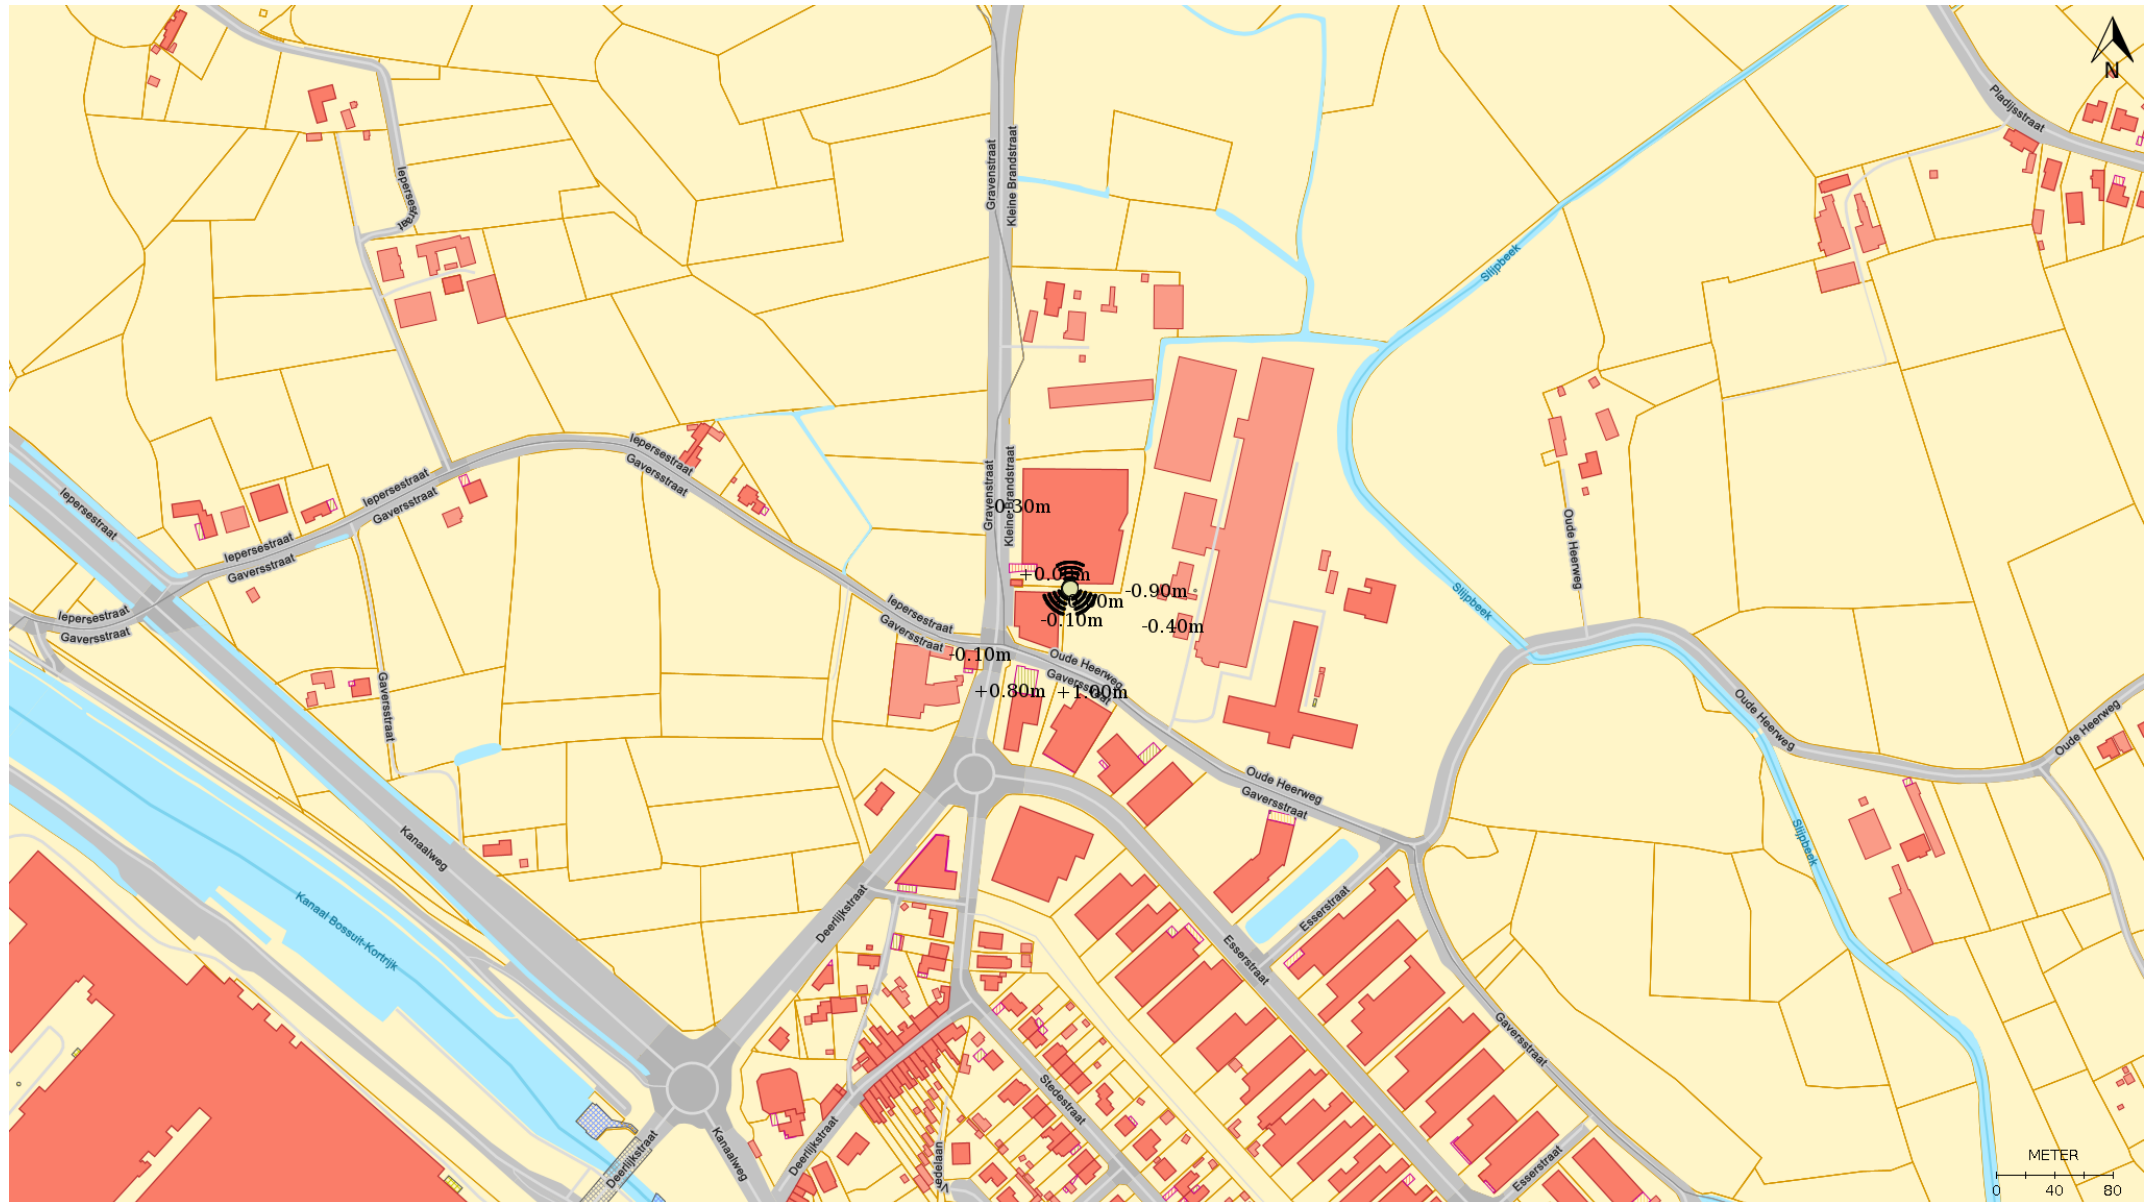 N
Pladijsstraat
Gravenstraat
Kleine Brandstraat
Iepersestraat
Iepersestraat
Slijpbeek
Iepersestraat
Gaversstraat
Iepersestraat
Gaversstraat
Iepersestraat
Gravenstraat
Kleine Brandstraat
0.30m
Oude Heerweg
Iepersestraat
Gaversstraat
-0.90m
Slijpbeek
Iepersestraat
Gaversstraat
Iepersestraat
Gaversstraat
-0.10m
-0.40m
-0.10m
Oude Heerweg
Gaversstraat
+0.80m
+1.00m
Gaversstraat
Oude Heerweg
Oude Heerweg
Oude Heerweg
Gaversstraat
Kanaalweg
Slijpbeek
Kanaal Bossuit-Kortrijk
Deerlijkstraat
Esserstraat
Esserstraat
Gaversstraat
Stedestraat
Deerlijkstraat
Kanaalweg
Deerlijkstraat
Esserstraat
METER
0 40 80